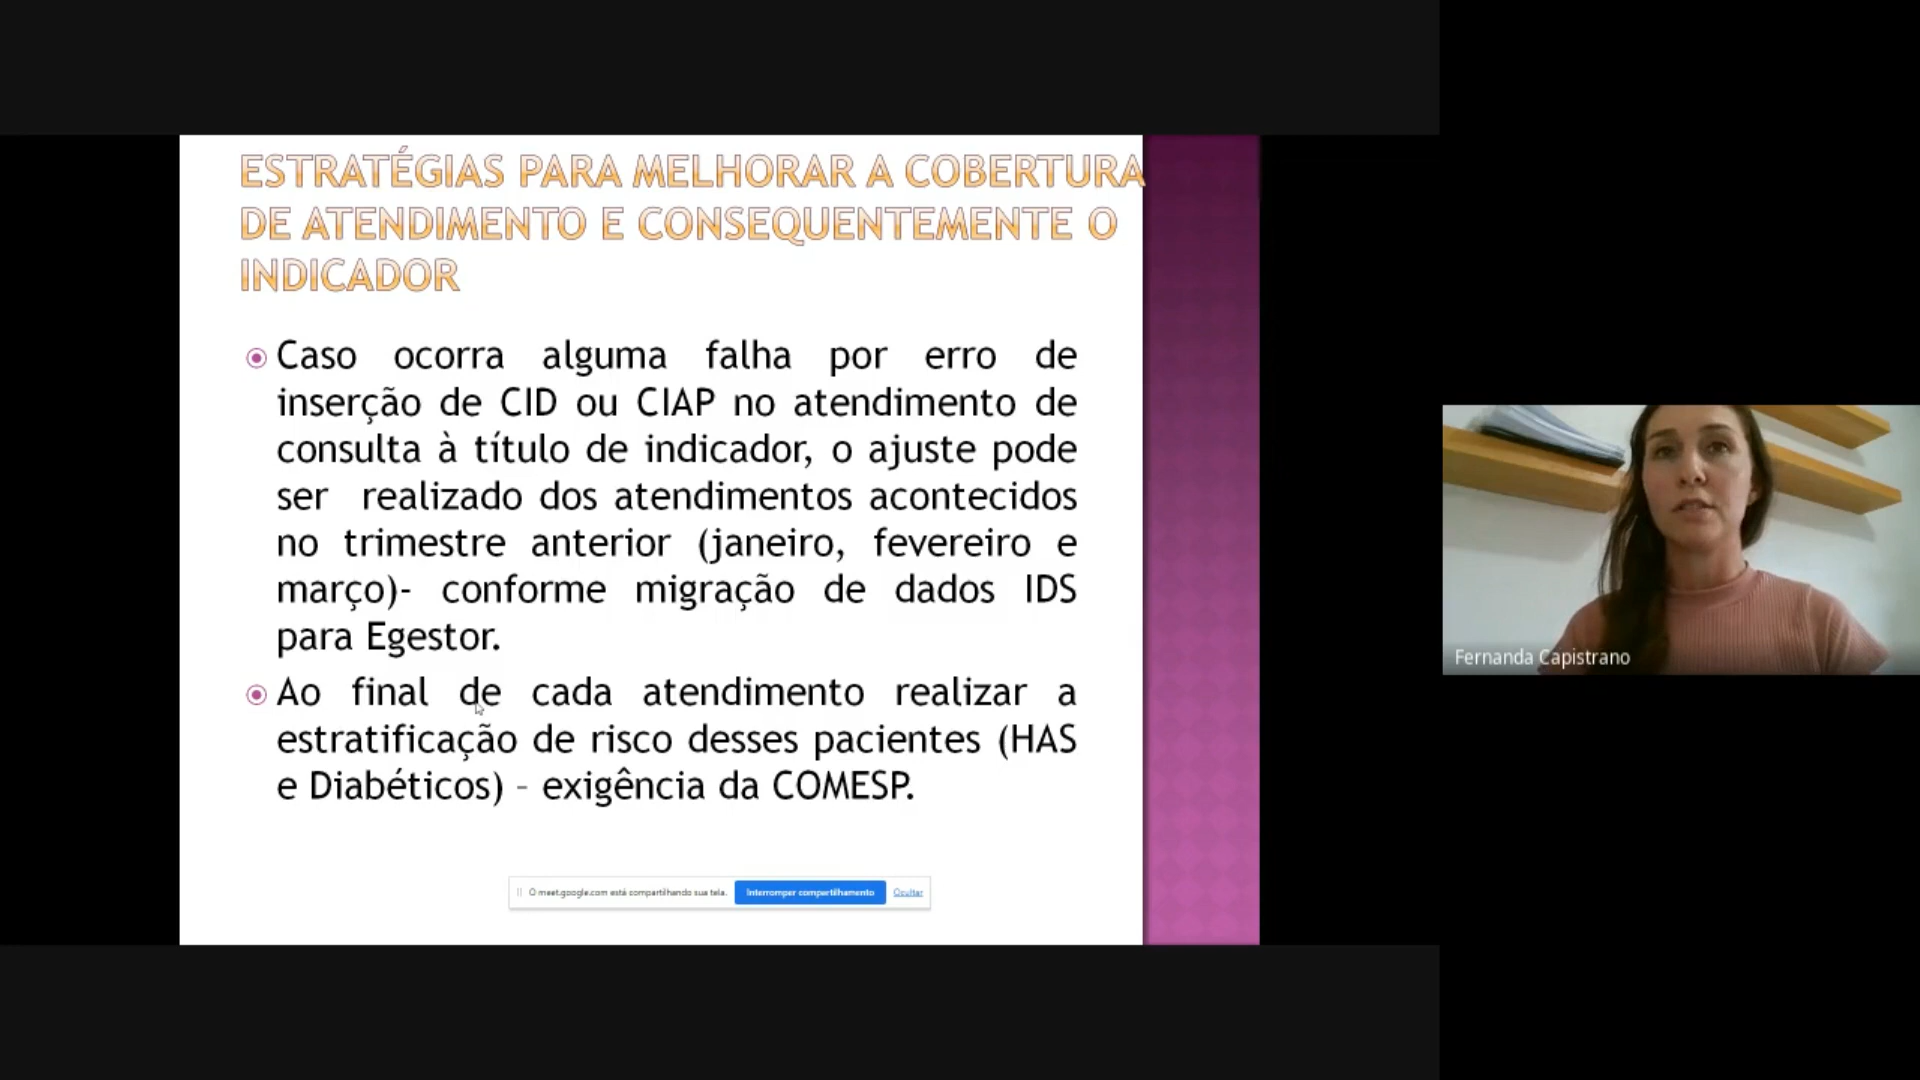 ESTRATÉGIAS PARA MELHORAR A COBERTURA
DE ATENDIMENTO E CONSEQUENTEMENTE O
INDICADOR
Caso ocorra alguma falha por erro de
inserção de CID ou CIAP no atendimento de
consulta à título de indicador, o ajuste pode
ser realizado dos atendimentos acontecidos
no trimestre anterior (janeiro, fevereiro e
março)- conforme migração de dados IDS
para Egestor.
Ao final de cada atendimento realizar a
estratificação de risco desses pacientes (HAS
e Diabéticos) – exigência da COMESP.
O meet.google.com está compartilhando sua tela. Interromper compartilhamento Ocultar
Fernanda Capistrano